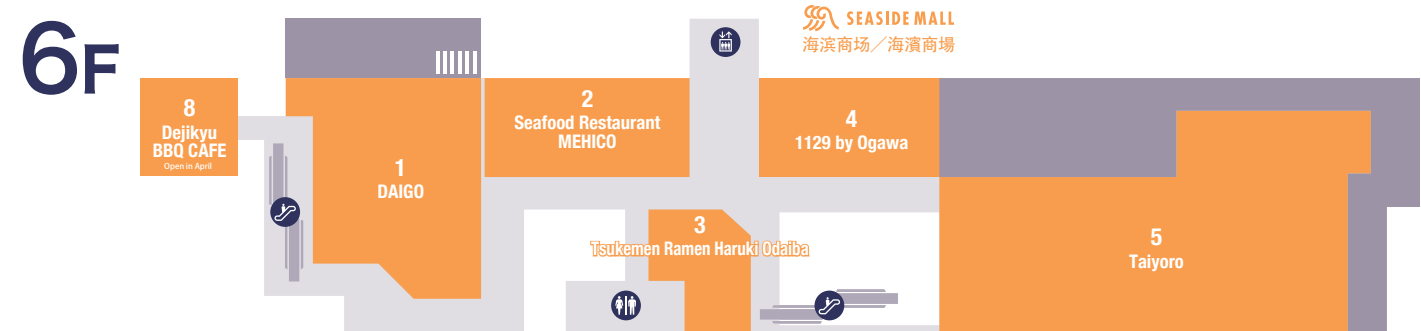 6F
SEASIDE MALL
海滨商场／海濱商場
8
Dejikyu
BBQ CAFE
Open in April
1
DAIGO
2
Seafood Restaurant
MEHICO
4
1129 by Ogawa
3
Tsukemen Ramen Haruki Odaiba
5
Taiyoro